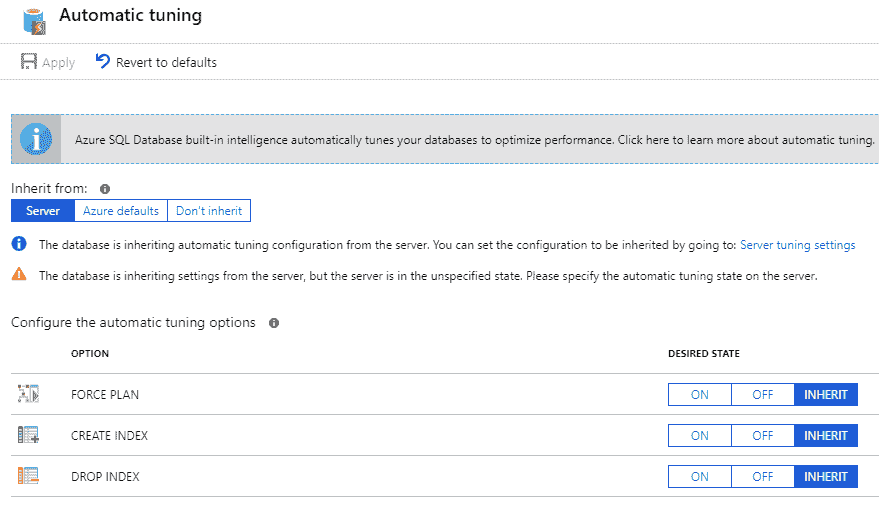 Automatic tuning
Apply Revert to defaults
Azure SQL Database built-in intelligence automatically tunes your databases to optimize performance. Click here to learn more about automatic tuning.
Inherit from:
Server Azure defaults Don't inherit
The database is inheriting automatic tuning configuration from the server. You can set the configuration to be inherited by going to: Server tuning settings
The database is inheriting settings from the server, but the server is in the unspecified state. Please specify the automatic tuning state on the server.
Configure the automatic tuning options
OPTION DESIRED STATE
FORCE PLAN ON OFF INHERIT
CREATE INDEX ON OFF INHERIT
DROP INDEX ON OFF INHERIT